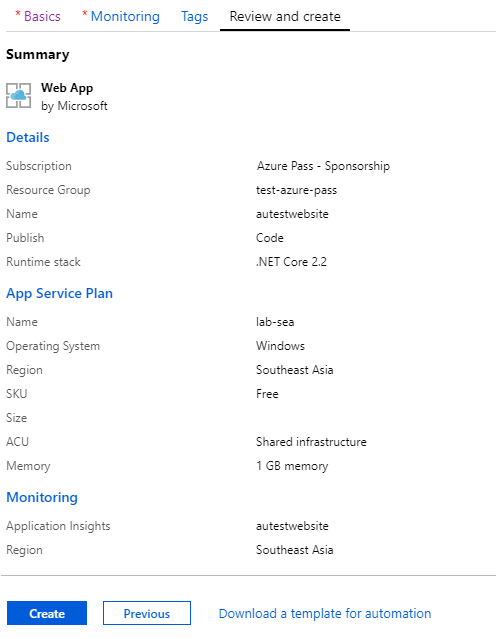 * Basics * Monitoring Tags Review and create
Summary
Web App
by Microsoft
Details
Subscription Azure Pass - Sponsorship
Resource Group test-azure-pass
Name autestwebsite
Publish Code
Runtime stack .NET Core 2.2
App Service Plan
Name lab-sea
Operating System Windows
Region Southeast Asia
SKU Free
Size
ACU Shared infrastructure
Memory 1 GB memory
Monitoring
Application Insights autestwebsite
Region Southeast Asia
Create Previous Download a template for automation